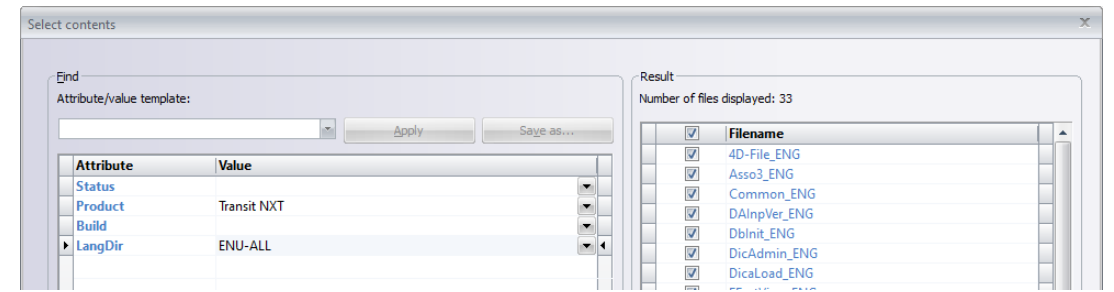 Select contents
Find
Attribute/value template:
Apply
Save as...
Attribute Value
Status
Product Transit NXT
Build
LangDir ENU-ALL
Result
Number of files displayed: 33
Filename
4D-File_ENG
Asso3_ENG
Common_ENG
DAInpVer_ENG
DbInit_ENG
DicAdmin_ENG
DicaLoad_ENG